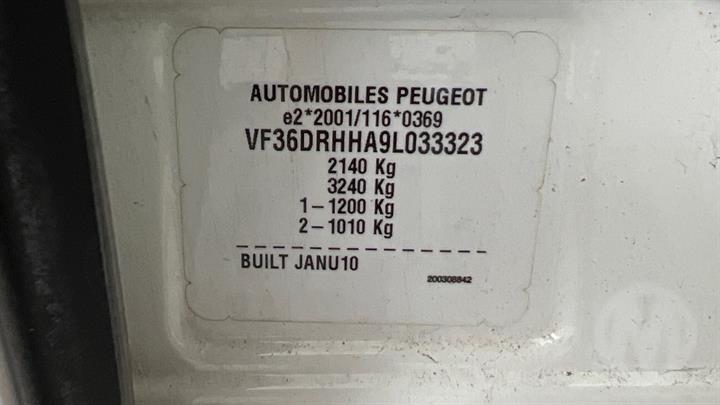 AUTOMOBILES PEUGEOT
e2*2001/116*0369
VF36DRHHA9L033323
2140 Kg
3240 Kg
1-1200 Kg
2-1010 Kg
BUILT JANU10
200308842
M